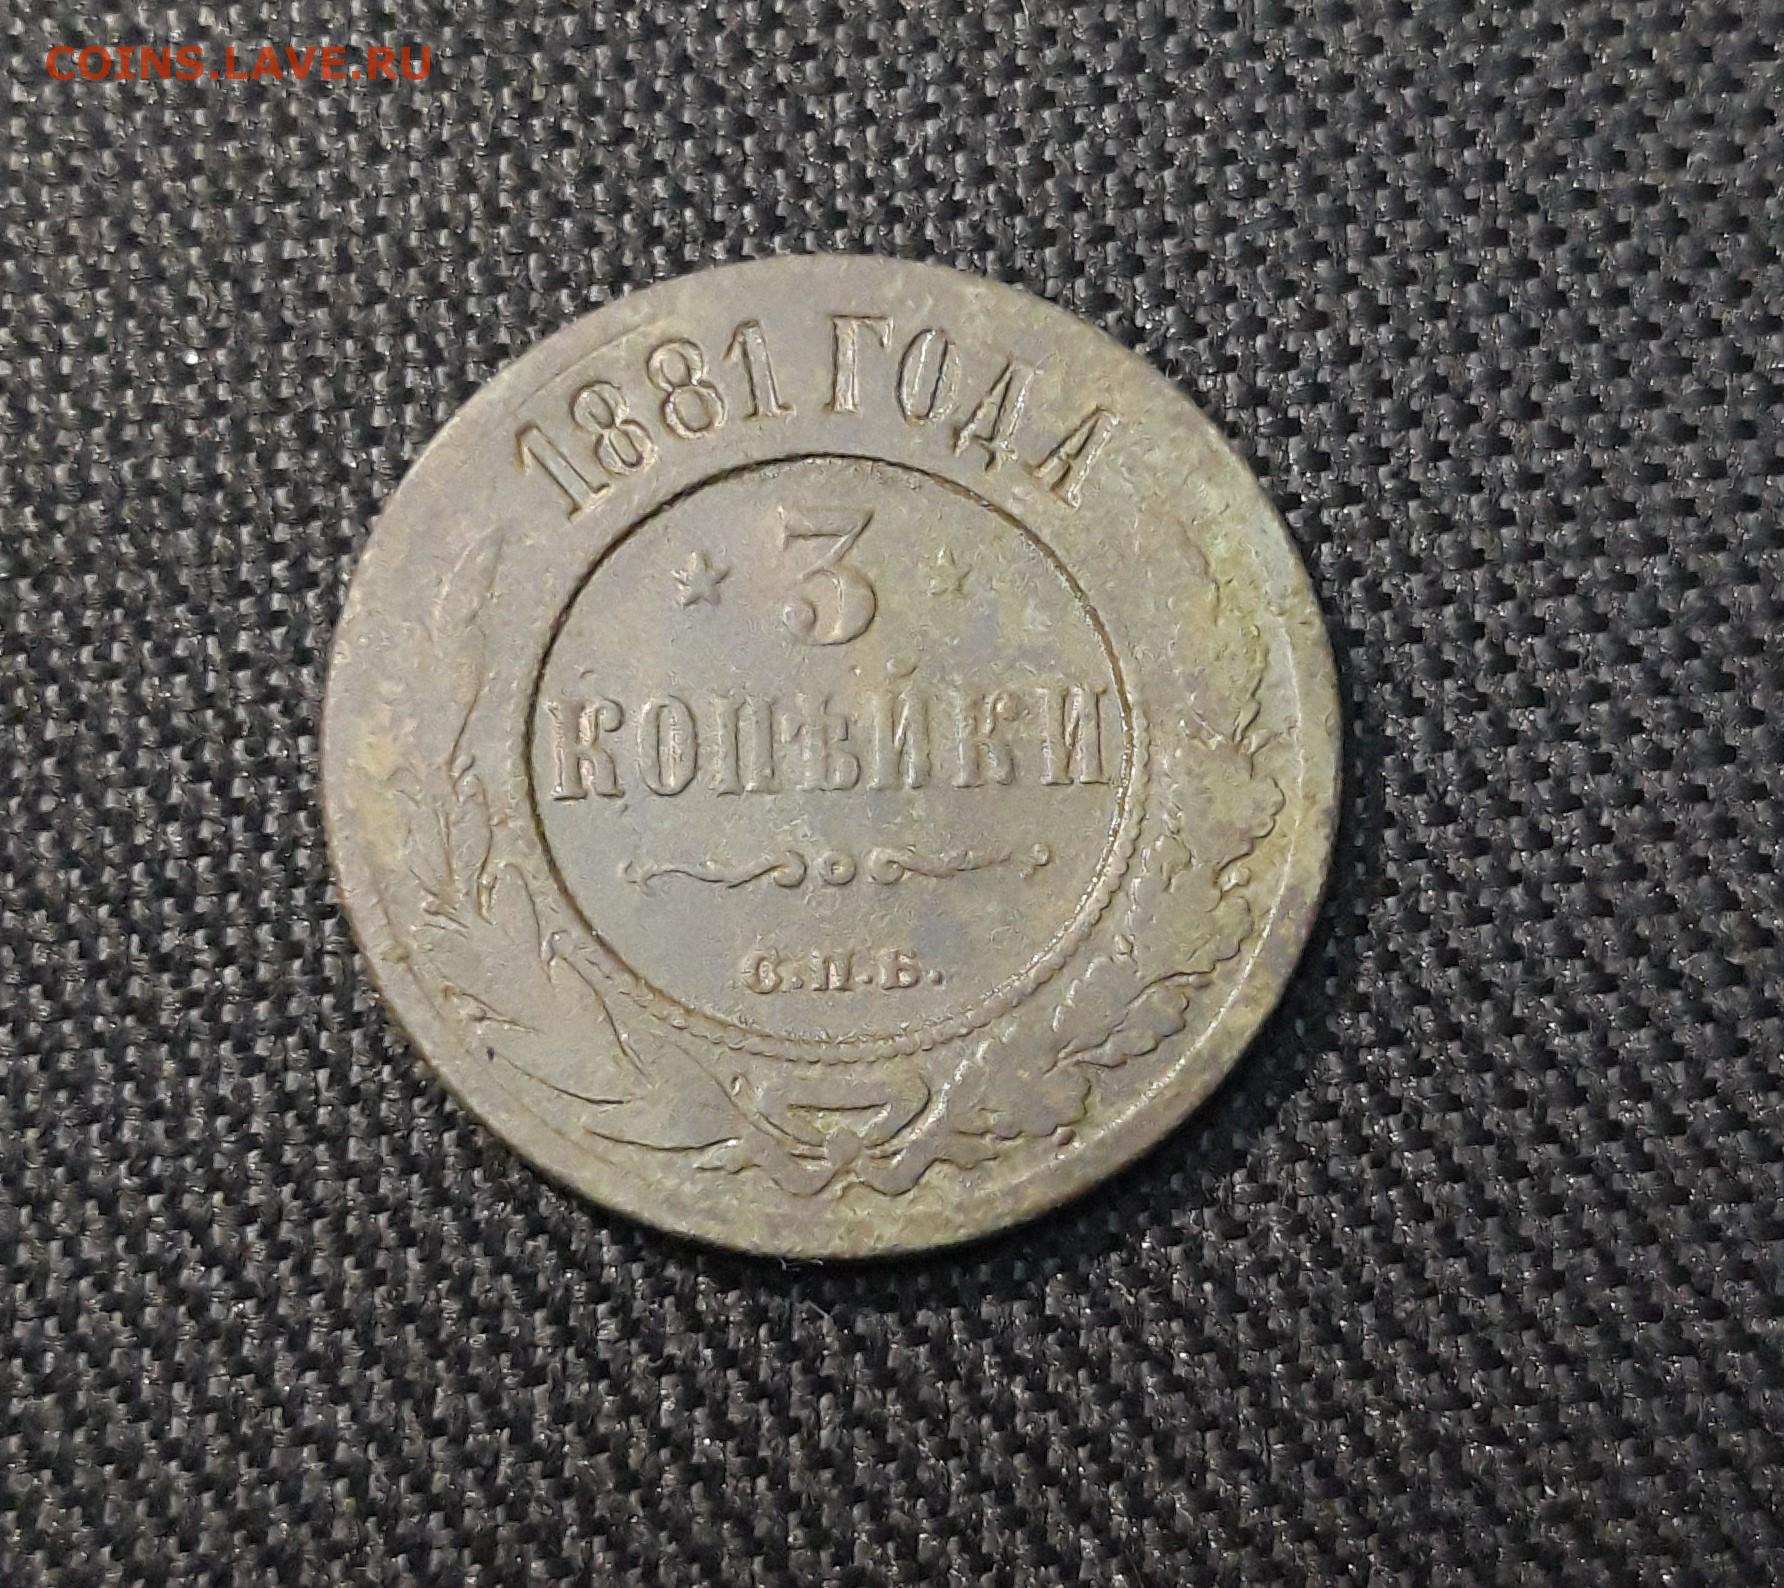 COINS.LAVE.RU
1881 ГОДА
3
КОПѢЙКИ
С.П.Б.